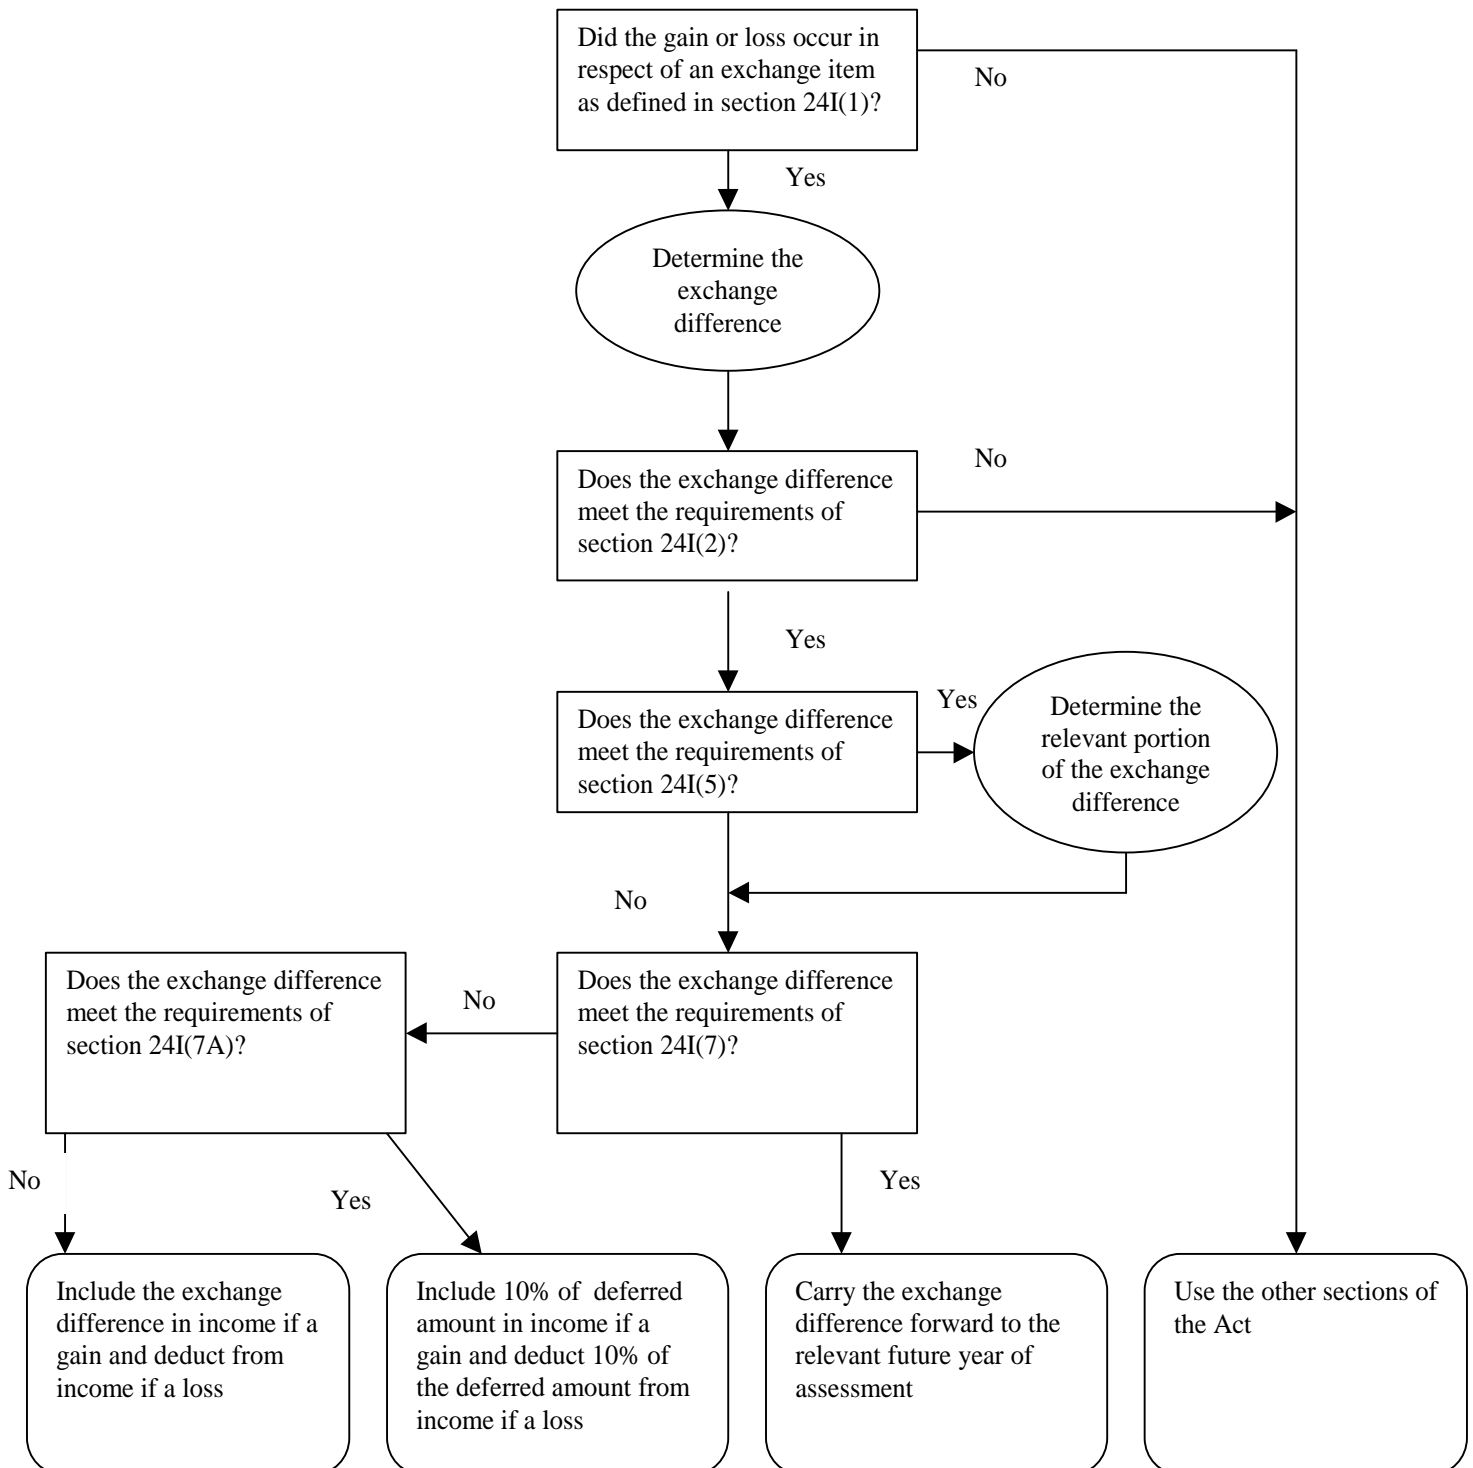 Did the gain or loss occur in
respect of an exchange item
as defined in section 24I(1)?
No
Yes
Determine the
exchange
difference
No
Does the exchange difference
meet the requirements of
section 24I(2)?
Yes
Does the exchange difference
meet the requirements of
section 24I(5)?
Yes
Determine the
relevant portion
of the exchange
difference
No
Does the exchange difference
meet the requirements of
section 24I(7A)?
No
Does the exchange difference
meet the requirements of
section 24I(7)?
No
Yes
Yes
Include the exchange
difference in income if a
gain and deduct from
income if a loss
Include 10% of deferred
amount in income if a
gain and deduct 10% of
the deferred amount from
income if a loss
Carry the exchange
difference forward to the
relevant future year of
assessment
Use the other sections of
the Act